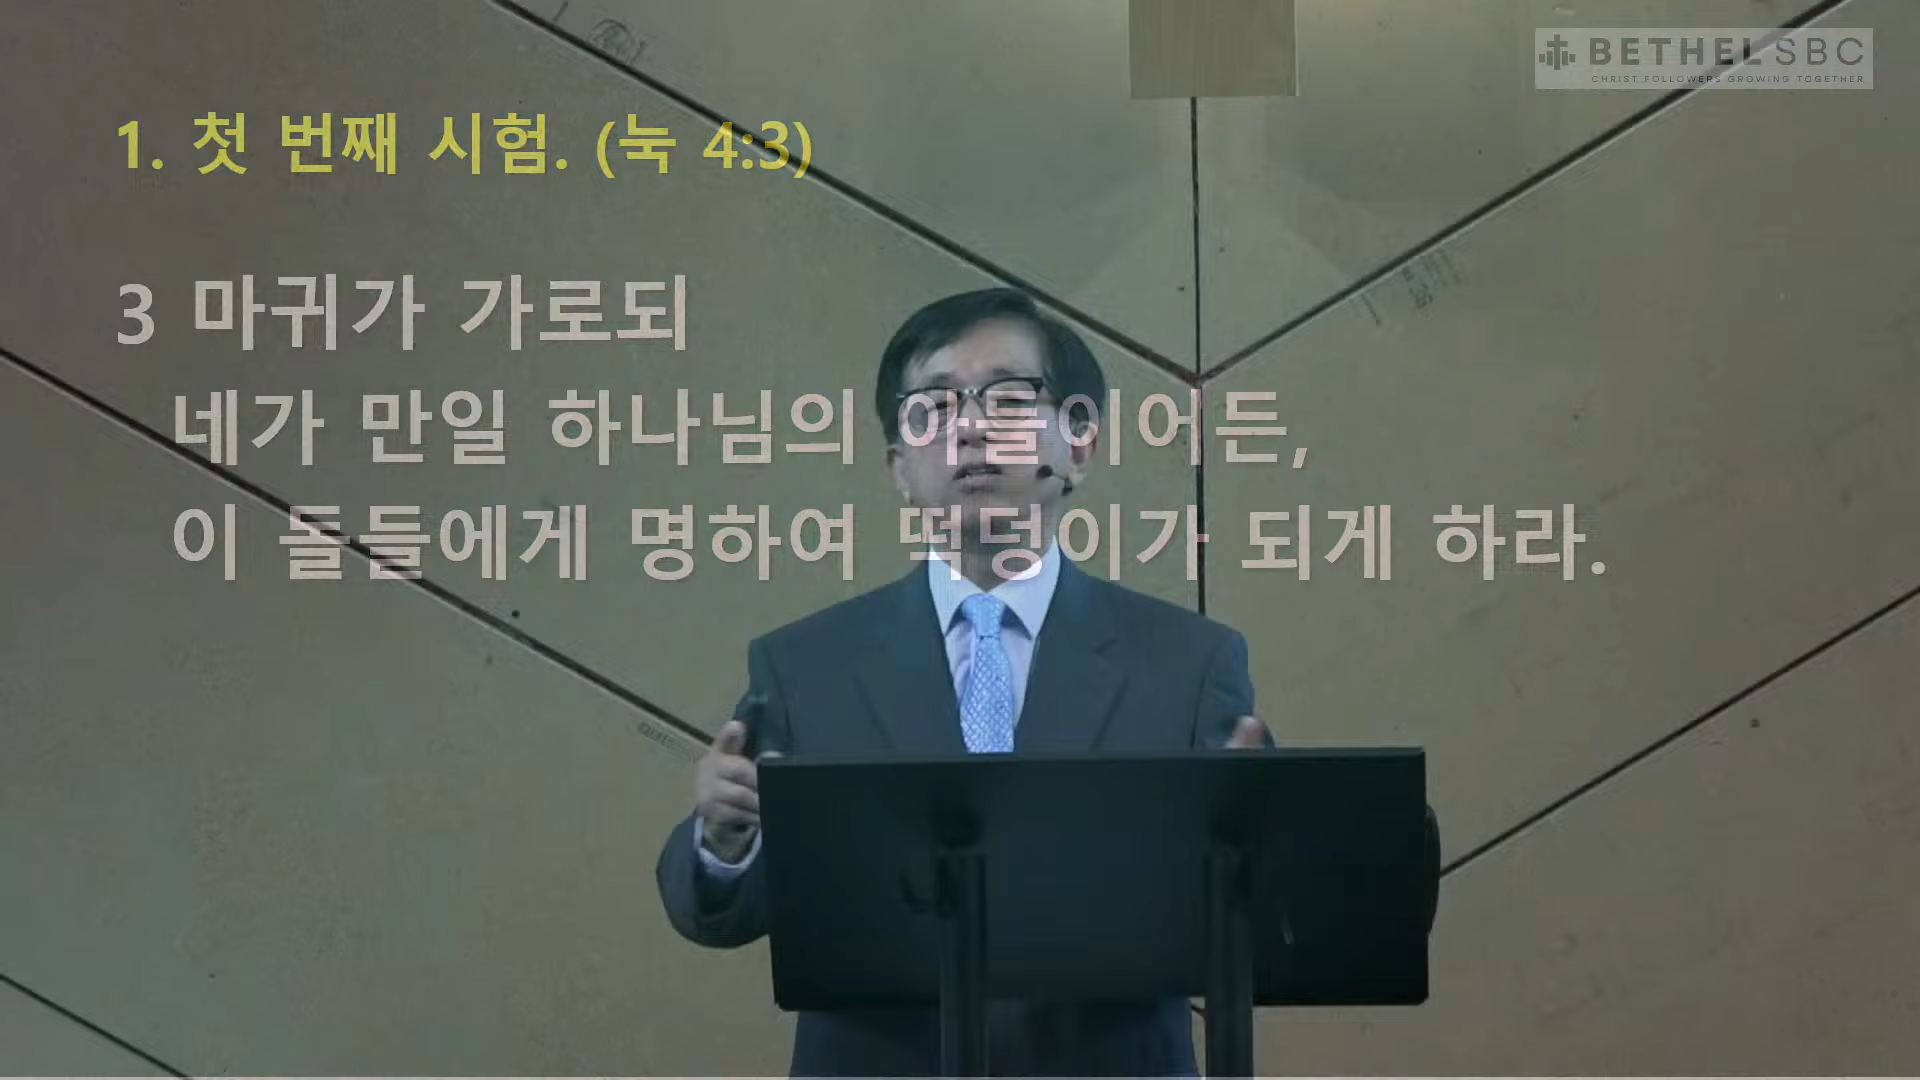 BETHEL SBC
CHRIST FOLLOWERS GROWING TOGETHER
1. 첫 번째 시험. (눅 4:3)
3 마귀가 가로되
네가 만일 하나님의 아들이어든,
이 돌들에게 명하여 떡덩이가 되게 하라.